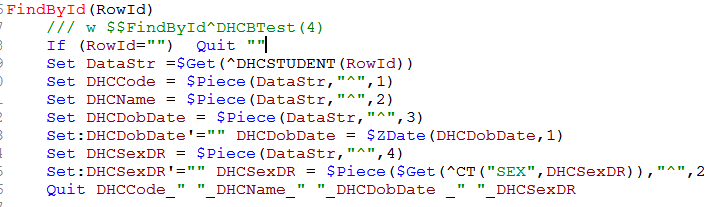 FindById(RowId)
/// w $$FindById^DHCBTest(4)
If (RowId="")  Quit ""
Set DataStr =$Get(^DHCSTUDENT(RowId))
Set DHCCode = $Piece(DataStr,"^",1)
Set DHCName = $Piece(DataStr,"^",2)
Set DHCDobDate = $Piece(DataStr,"^",3)
Set:DHCDobDate'="" DHCDobDate = $ZDate(DHCDobDate,1)
Set DHCSexDR = $Piece(DataStr,"^",4)
Set:DHCSexDR'="" DHCSexDR = $Piece($Get(^CT("SEX",DHCSexDR)),"^",2
Quit DHCCode_" "_DHCName_" "_DHCDobDate _" "_DHCSexDR